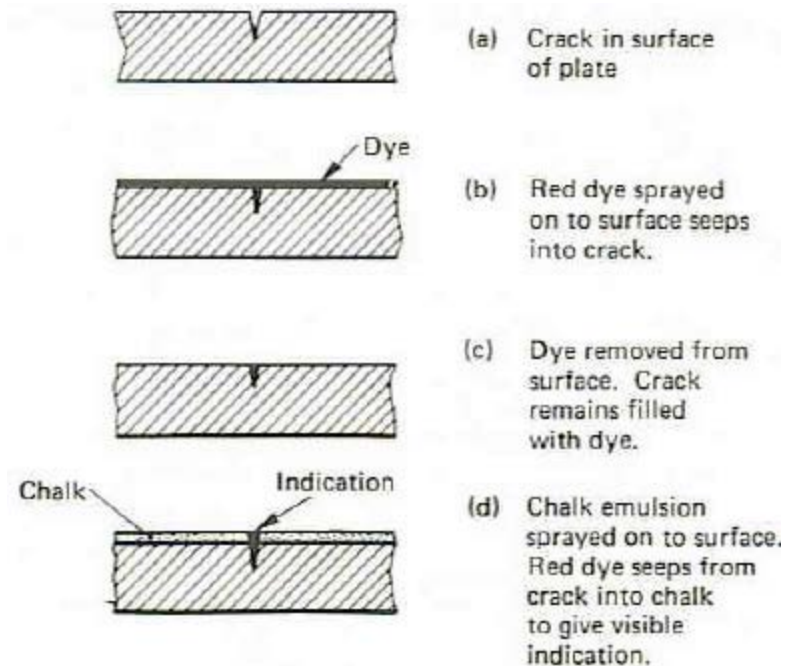 (a) Crack in surface
of plate
Dye
(b) Red dye sprayed
on to surface seeps
into crack.
(c) Dye removed from
surface. Crack
remains filled
with dye.
Chalk
Indication
(d) Chalk emulsion
sprayed on to surface.
Red dye seeps from
crack into chalk
to give visible
indication.